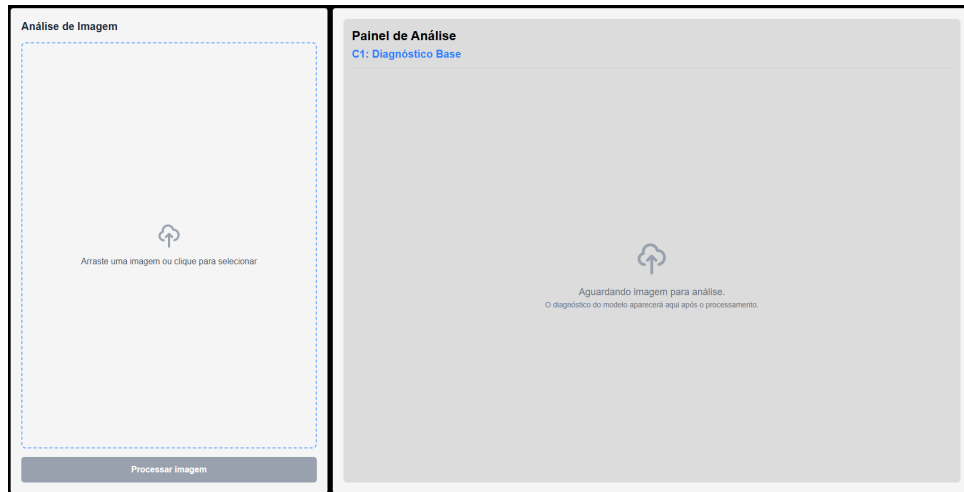 Análise de Imagem
Arraste uma imagem ou clique para selecionar
Processar imagem
Painel de Análise
C1: Diagnóstico Base
Aguardando imagem para análise.
O diagnóstico do modelo aparecerá aqui após o processamento.